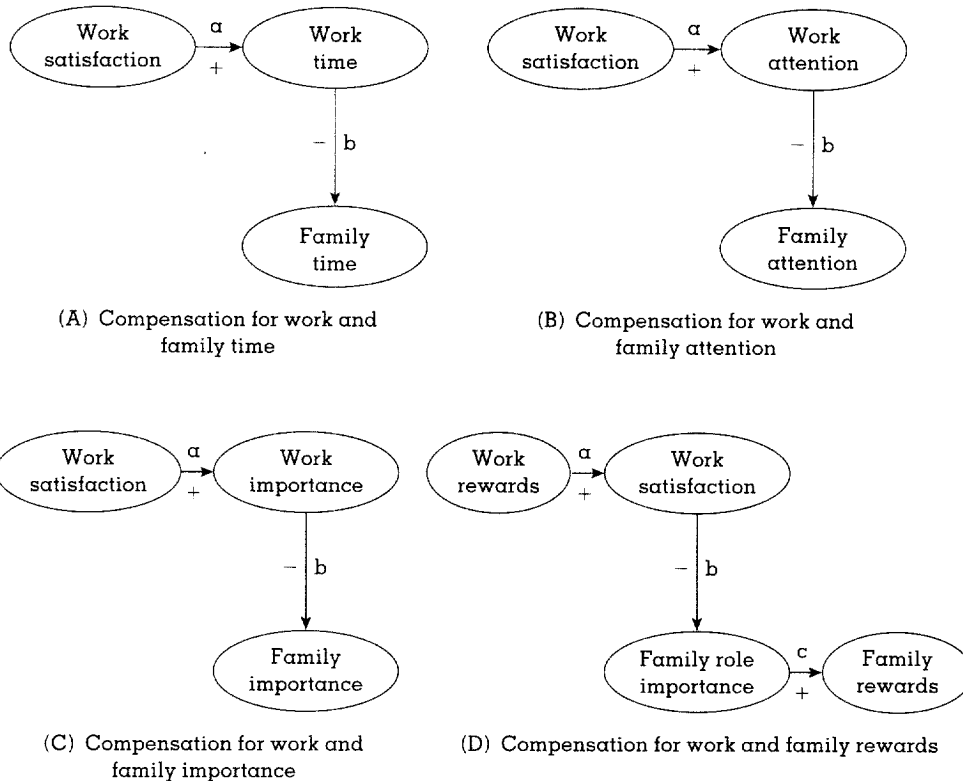 Work
satisfaction
α
+
Work
time
−
b
Family
time
(A) Compensation for work and
family time
Work
satisfaction
α
+
Work
attention
−
b
Family
attention
(B) Compensation for work and
family attention
Work
satisfaction
α
+
Work
importance
−
b
Family
importance
(C) Compensation for work and
family importance
Work
rewards
α
+
Work
satisfaction
−
b
Family role
importance
c
+
Family
rewards
(D) Compensation for work and family rewards